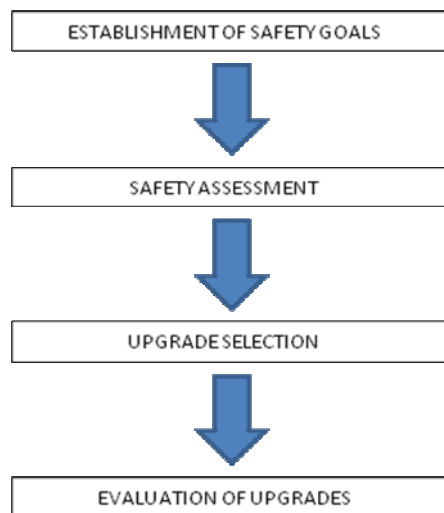 ESTABLISHMENT OF SAFETY GOALS
SAFETY ASSESSMENT
UPGRADE SELECTION
EVALUATION OF UPGRADES